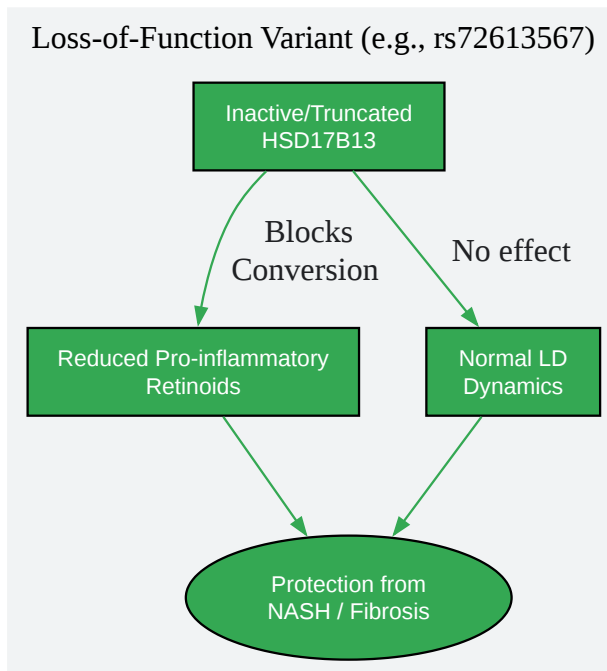 Loss-of-Function Variant (e.g., rs72613567)
Inactive/Truncated
HSD17B13
Blocks
Conversion
No effect
Reduced Pro-inflammatory
Retinoids
Normal LD
Dynamics
Protection from
NASH / Fibrosis